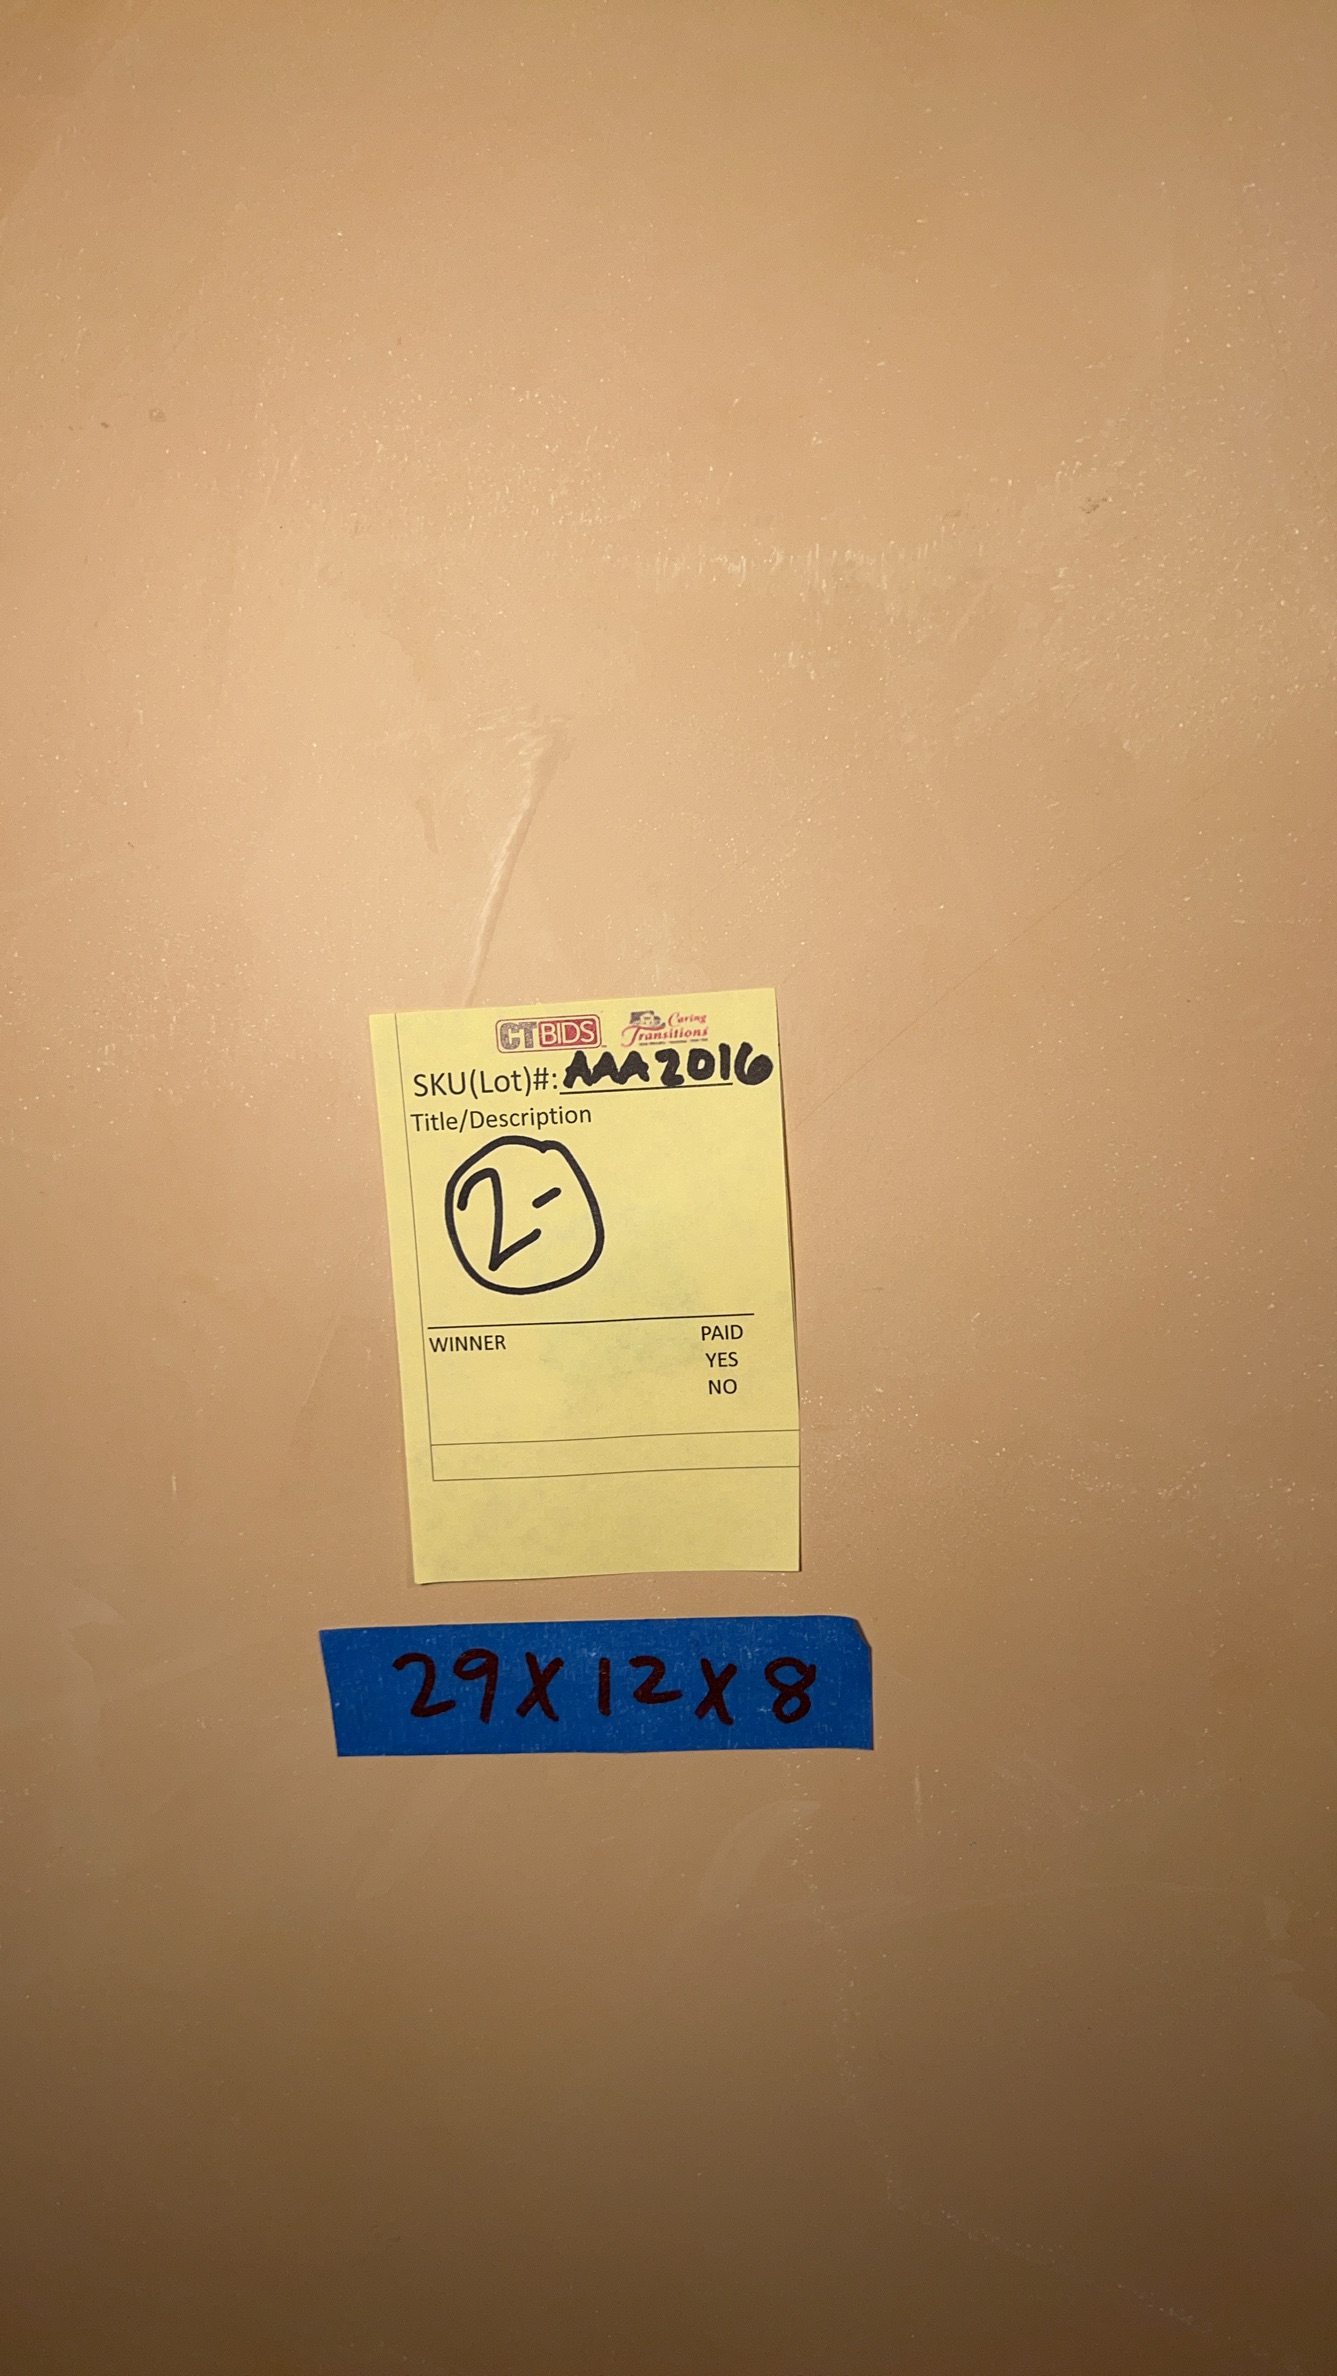 CTBIDS Caring
Transitions
SKU(Lot)#: AAA2016
Title/Description
2-
WINNER PAID
YES
NO
29X12X8